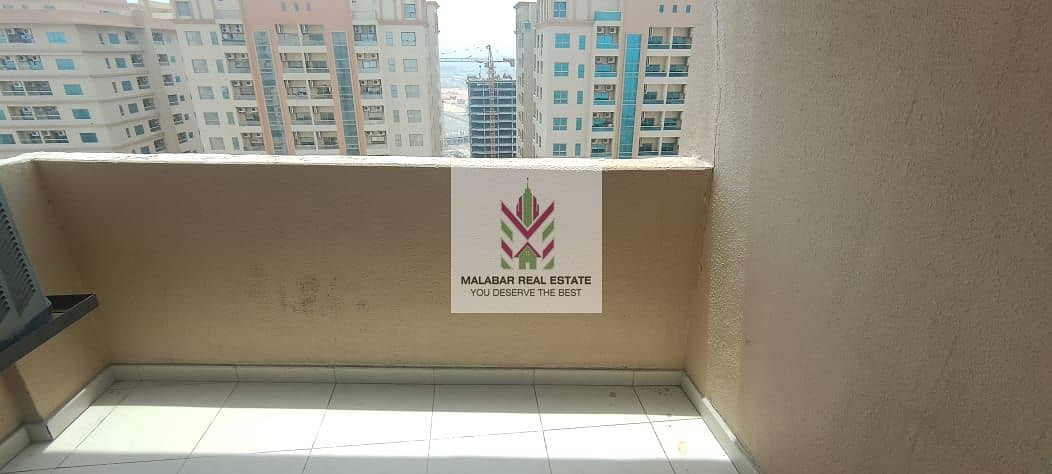 MALABAR REAL ESTATE
YOU DESERVE THE BEST